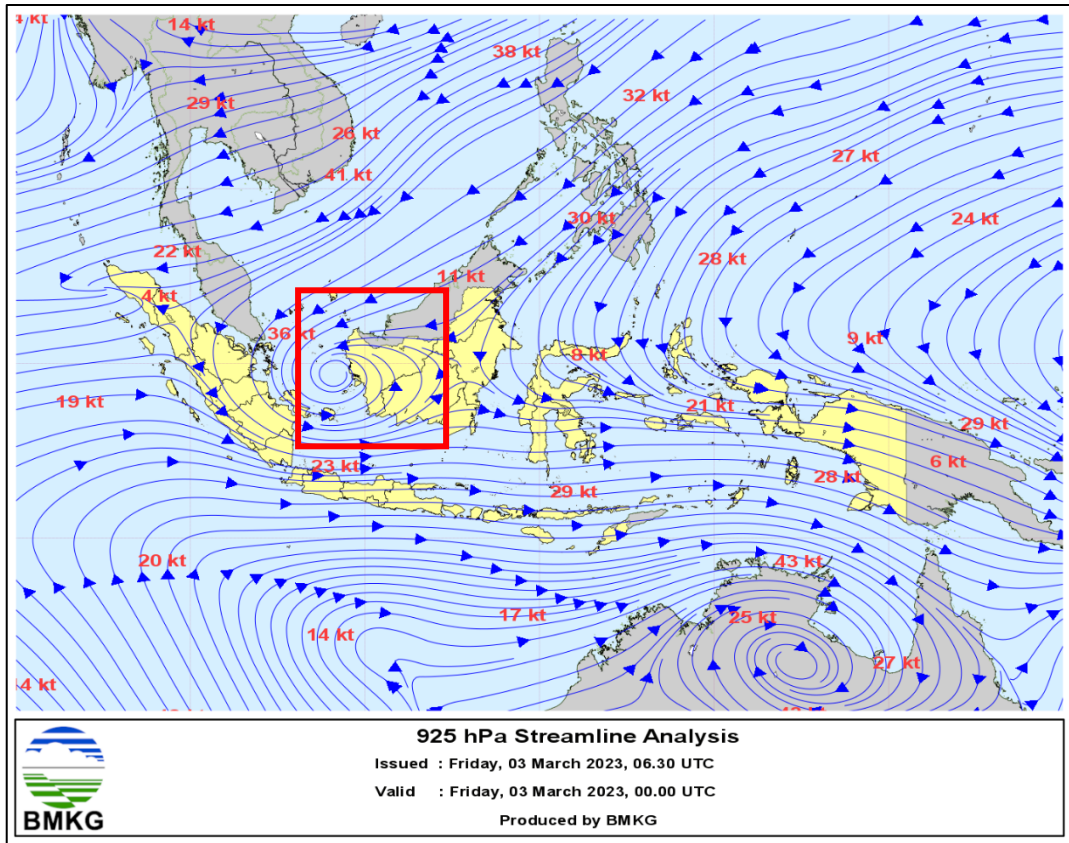 4 kt
14 kt
38 kt
32 kt
29 kt
26 kt
27 kt
41 kt
30 kt
24 kt
22 kt
28 kt
11 kt
4 kt
36 kt
9 kt
8 kt
19 kt
21 kt
29 kt
23 kt
6 kt
28 kt
29 kt
20 kt
43 kt
17 kt
25 kt
14 kt
27 kt
925 hPa Streamline Analysis
Issued : Friday, 03 March 2023, 06.30 UTC
Valid : Friday, 03 March 2023, 00.00 UTC
Produced by BMKG
BMKG